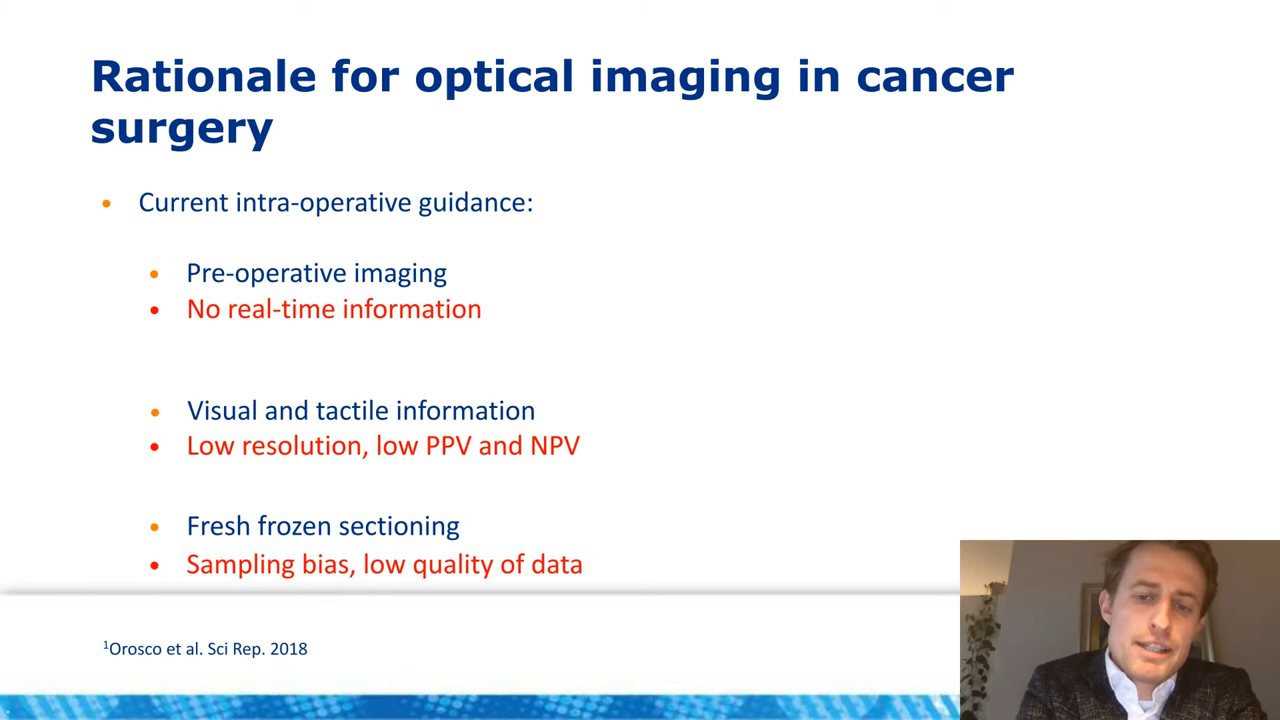 Rationale for optical imaging in cancer
surgery
• Current intra-operative guidance:
• Pre-operative imaging
• No real-time information
• Visual and tactile information
• Low resolution, low PPV and NPV
• Fresh frozen sectioning
• Sampling bias, low quality of data
¹Orosco et al. Sci Rep. 2018